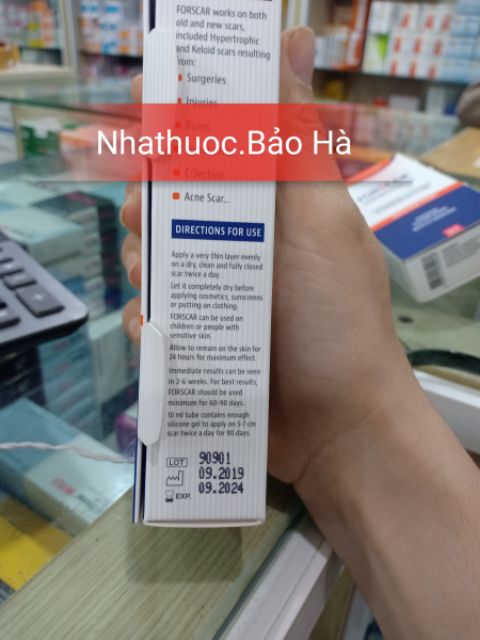 FORSCAR works on both
old and new scars,
included Hypertrophic
and Keloid scars resulting
from:
Surgeries
Injuries
Burns
Nhathuoc.Bảo Hà
C-Section
Acne Scar...
DIRECTIONS FOR USE
Apply a very thin layer evenly
on a dry, clean and fully closed
scar twice a day.
Let it completely dry before
applying cosmetics, sunscreens
or putting on clothing.
FORSCAR can be used on
children or people with
sensitive skin.
Allow to remain on the skin for
24 hours for maximum effect.
Immediate results can be seen
in 2-6 weeks. For best results,
FORSCAR should be used
minimum for 60-90 days.
10 ml tube contains enough
silicone gel to apply on 5-7 cm
scar twice a day for 90 days.
LOT 90901
09.2019
EXP. 09.2024